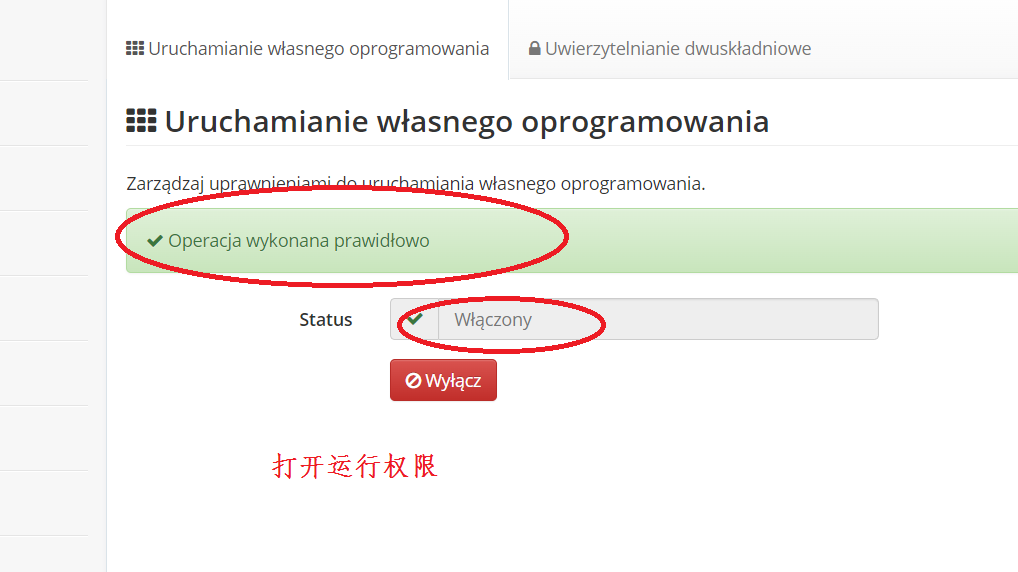 Uruchamianie własnego oprogramowania
Uwierzytelnianie dwuskładniowe
Uruchamianie własnego oprogramowania
Zarządzaj uprawnieniami do uruchamiania własnego oprogramowania.
Operacja wykonana prawidłowo
Status
Włączony
Wyłącz
打开运行权限